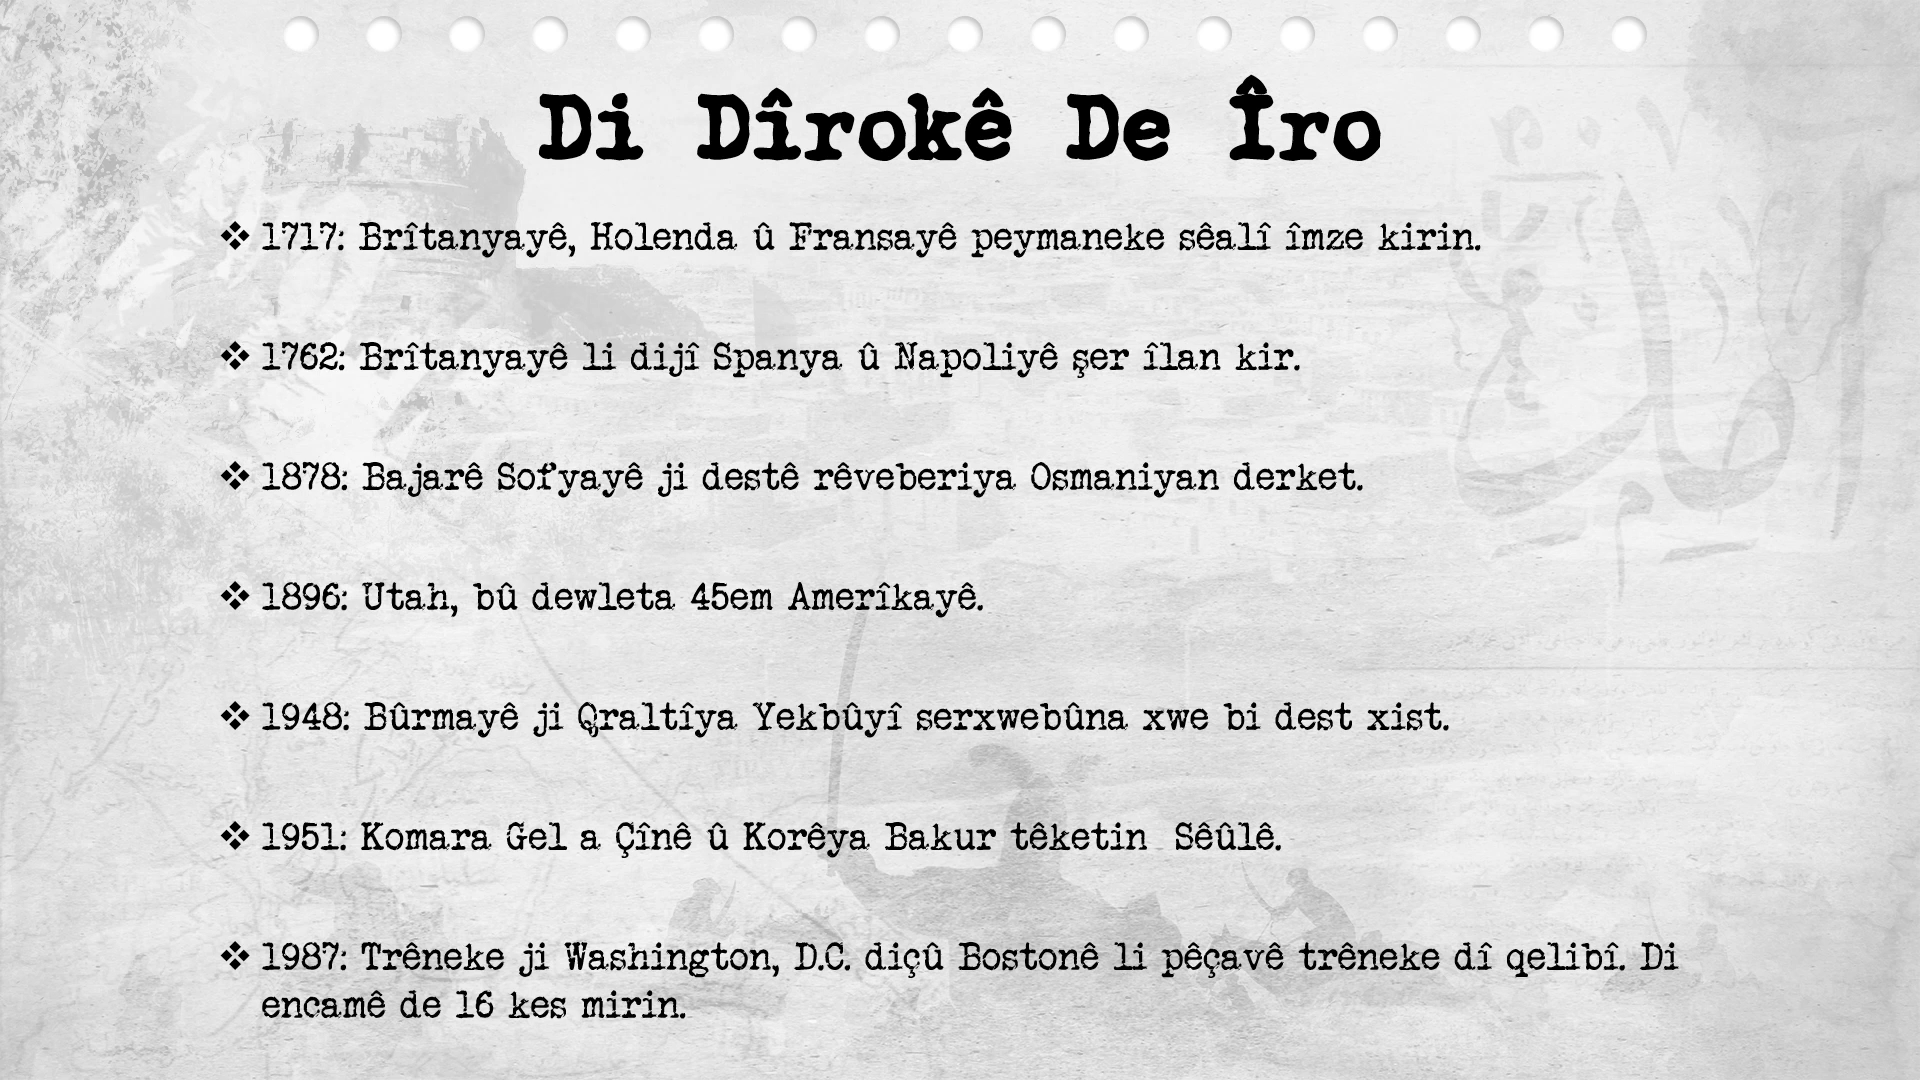 Di Dîrokê De Îro
❖ 1717: Brîtanyayê, Holenda û Fransayê peymaneke sêalî îmze kirin.
❖ 1762: Brîtanyayê li dijî Spanya û Napoliyê şer îlan kir.
❖ 1878: Bajarê Sofyayê ji destê rêveberiya Osmaniyan derket.
❖ 1896: Utah, bû dewleta 45em Amerîkayê.
❖ 1948: Bûrmayê ji Qraltîya Yekbûyî serxwebûna xwe bi dest xist.
❖ 1951: Komara Gel a Çînê û Korêya Bakur têketin  Sêûlê.
❖ 1987: Trêneke ji Washington, D.C. diçû Bostonê li pêçavê trêneke dî qelibî. Di
encamê de 16 kes mirin.